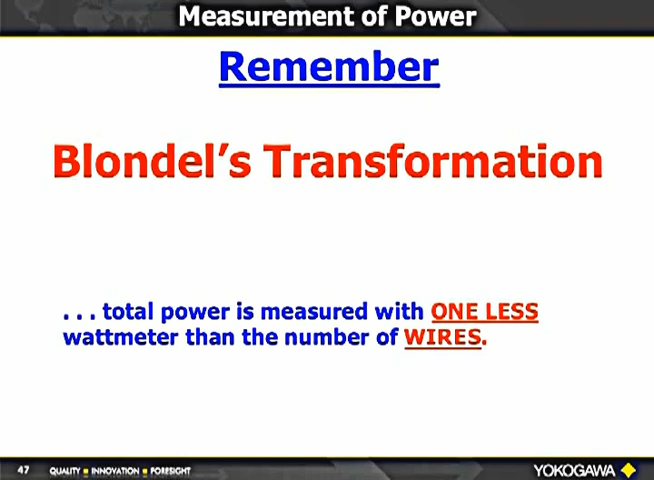 Measurement of Power
Remember
Blondel's Transformation
. . . total power is measured with ONE LESS
wattmeter than the number of WIRES.
47 QUALITY ■ INNOVATION ■ FORESIGHT
YOKOGAWA